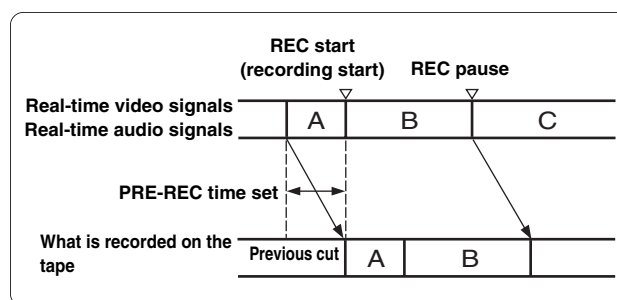 REC start
(recording start)
REC pause
Real-time video signals
Real-time audio signals
A
B
C
PRE-REC time set
What is recorded on the
tape
Previous cut
A
B